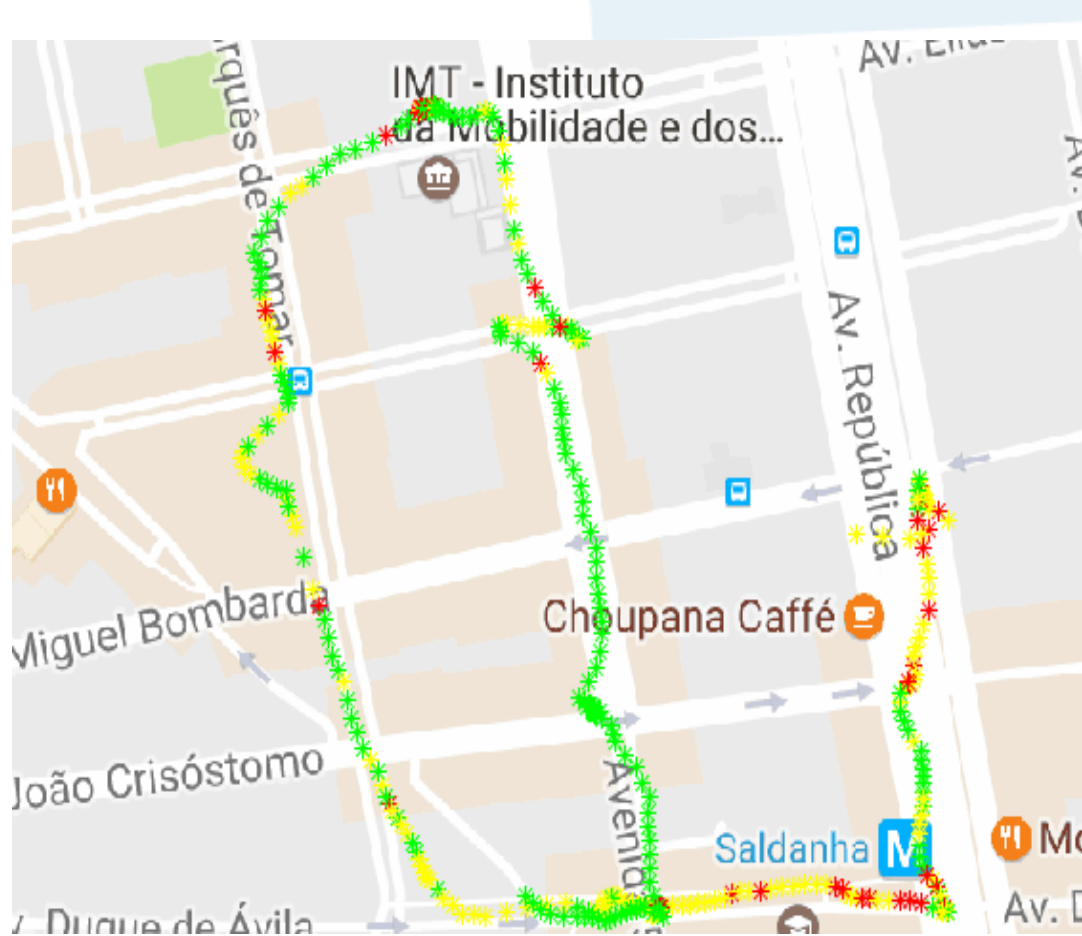 Av.
IMT - Instituto
da Mobilidade e dos...
rquês de Tomar
Av.
Av. República
Choupana Caffé
Miguel Bombarda
João Crisóstomo
Avenid
Saldanha
M
Mo
Av. D
. Duque de Ávila